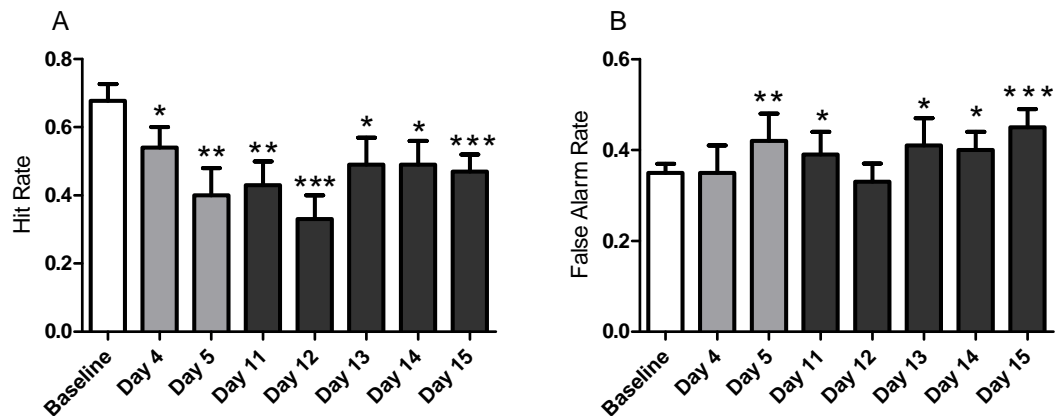 A
Hit Rate
0.8
0.6
0.4
0.2
0.0
*
**
**
***
*
*
***
Baseline
Day 4
Day 5
Day 11
Day 12
Day 13
Day 14
Day 15
B
False Alarm Rate
0.6
0.4
0.2
0.0
**
*
*
*
***
Baseline
Day 4
Day 5
Day 11
Day 12
Day 13
Day 14
Day 15